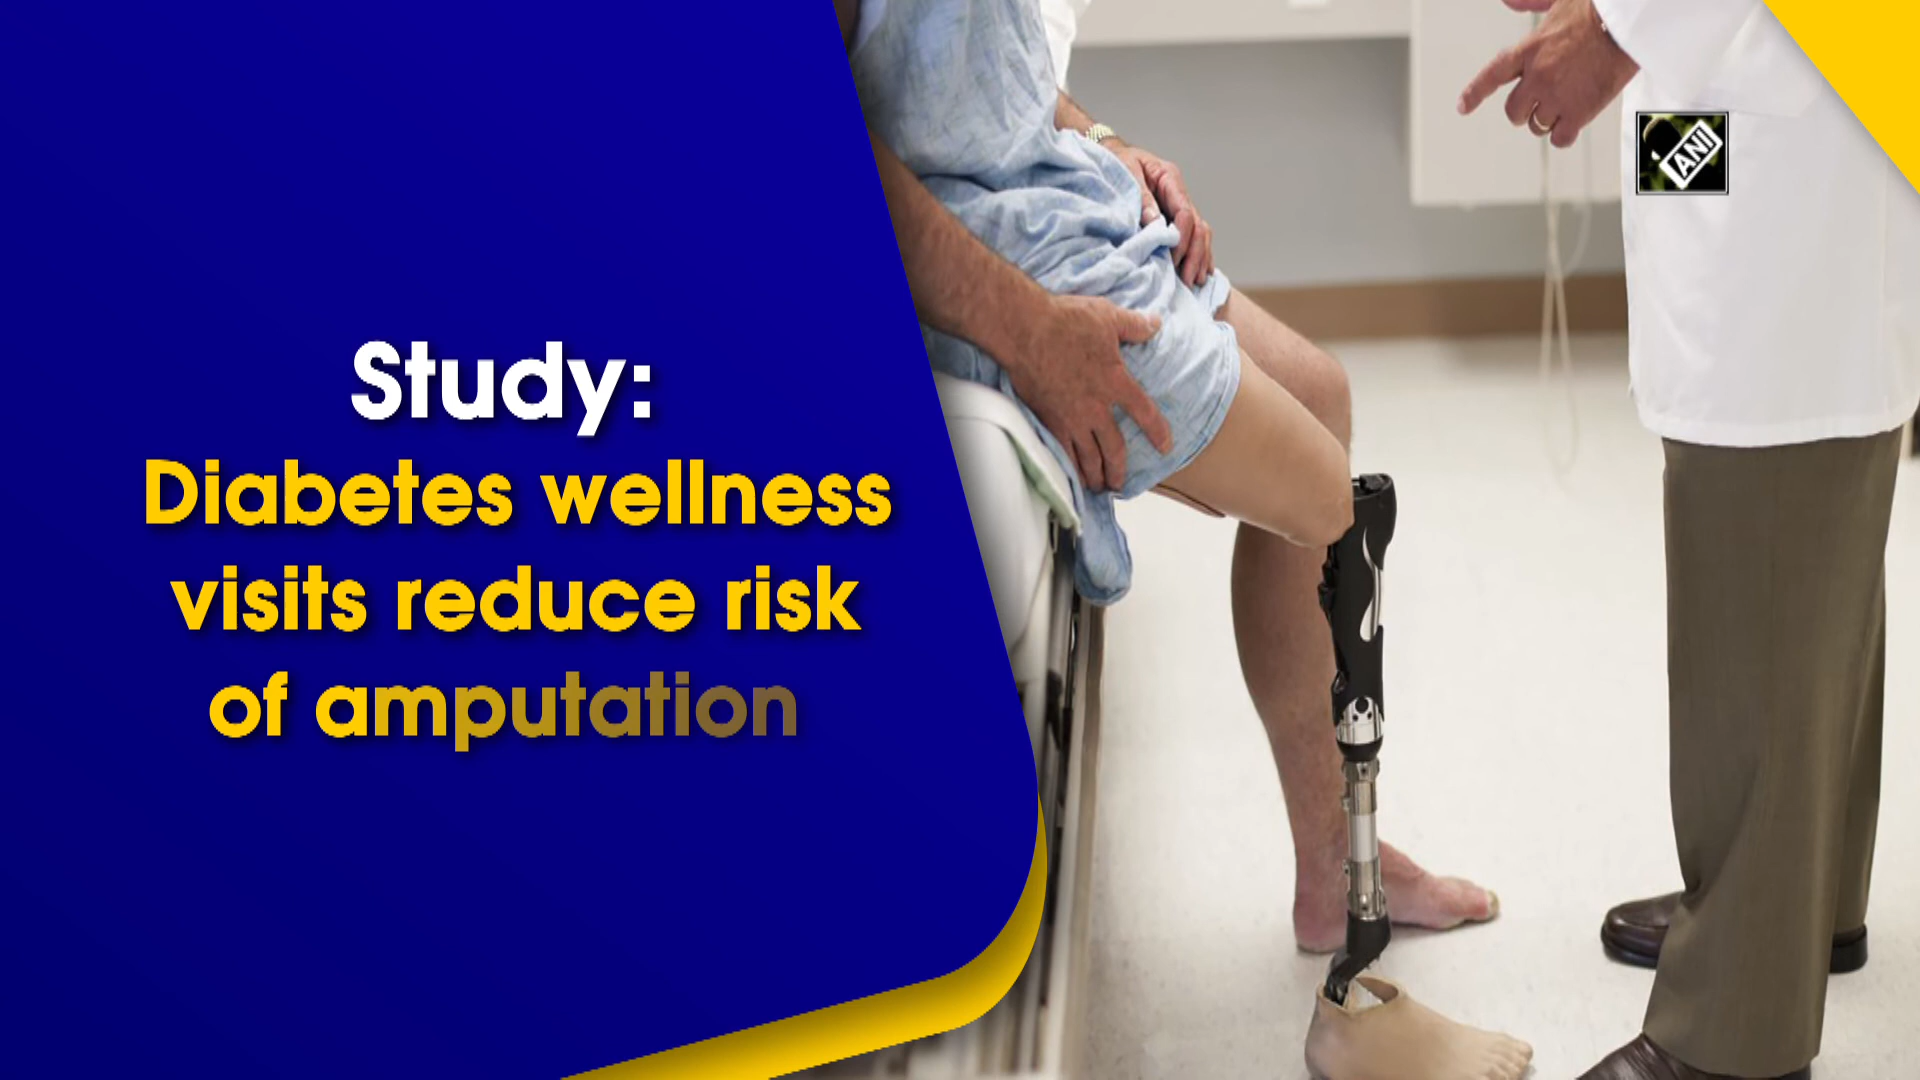 Study:
Diabetes wellness
visits reduce risk
of amputation
ANI